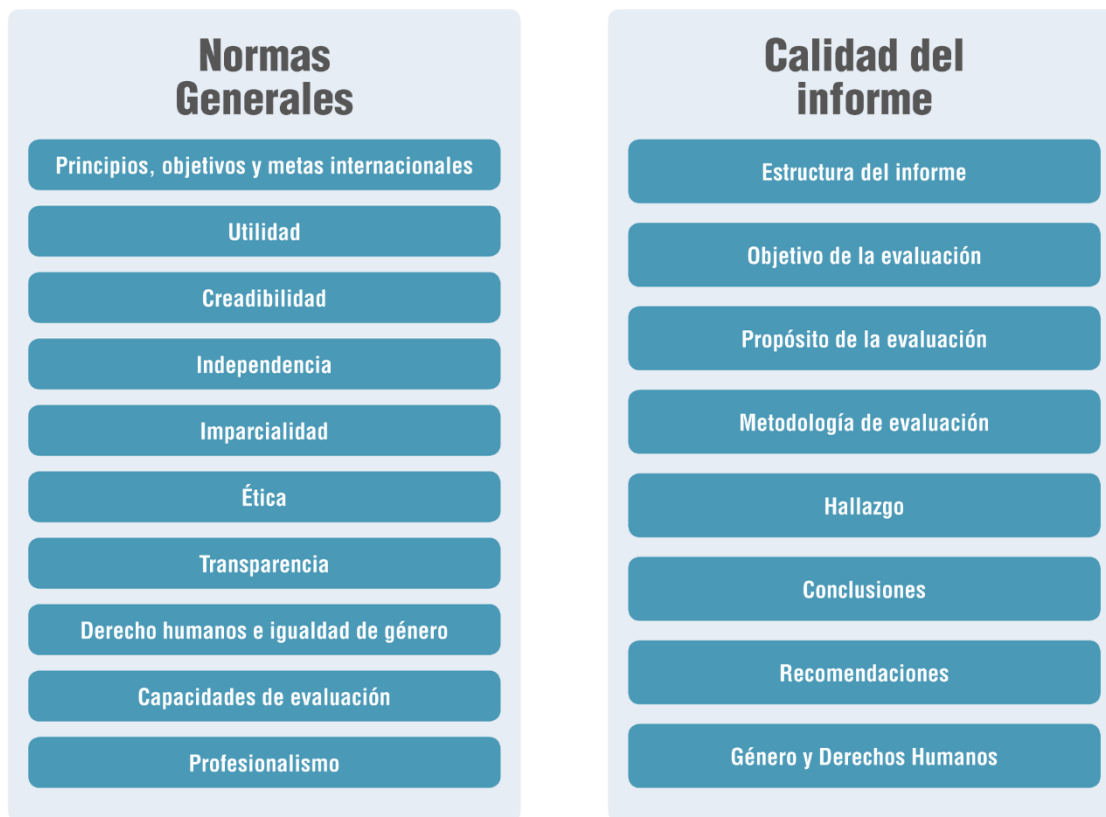 Normas
Generales
Principios, objetivos y metas internacionales
Utilidad
Creadibilidad
Independencia
Imparcialidad
Ética
Transparencia
Derecho humanos e igualdad de género
Capacidades de evaluación
Profesionalismo
Calidad del
informe
Estructura del informe
Objetivo de la evaluación
Propósito de la evaluación
Metodología de evaluación
Hallazgo
Conclusiones
Recomendaciones
Género y Derechos Humanos